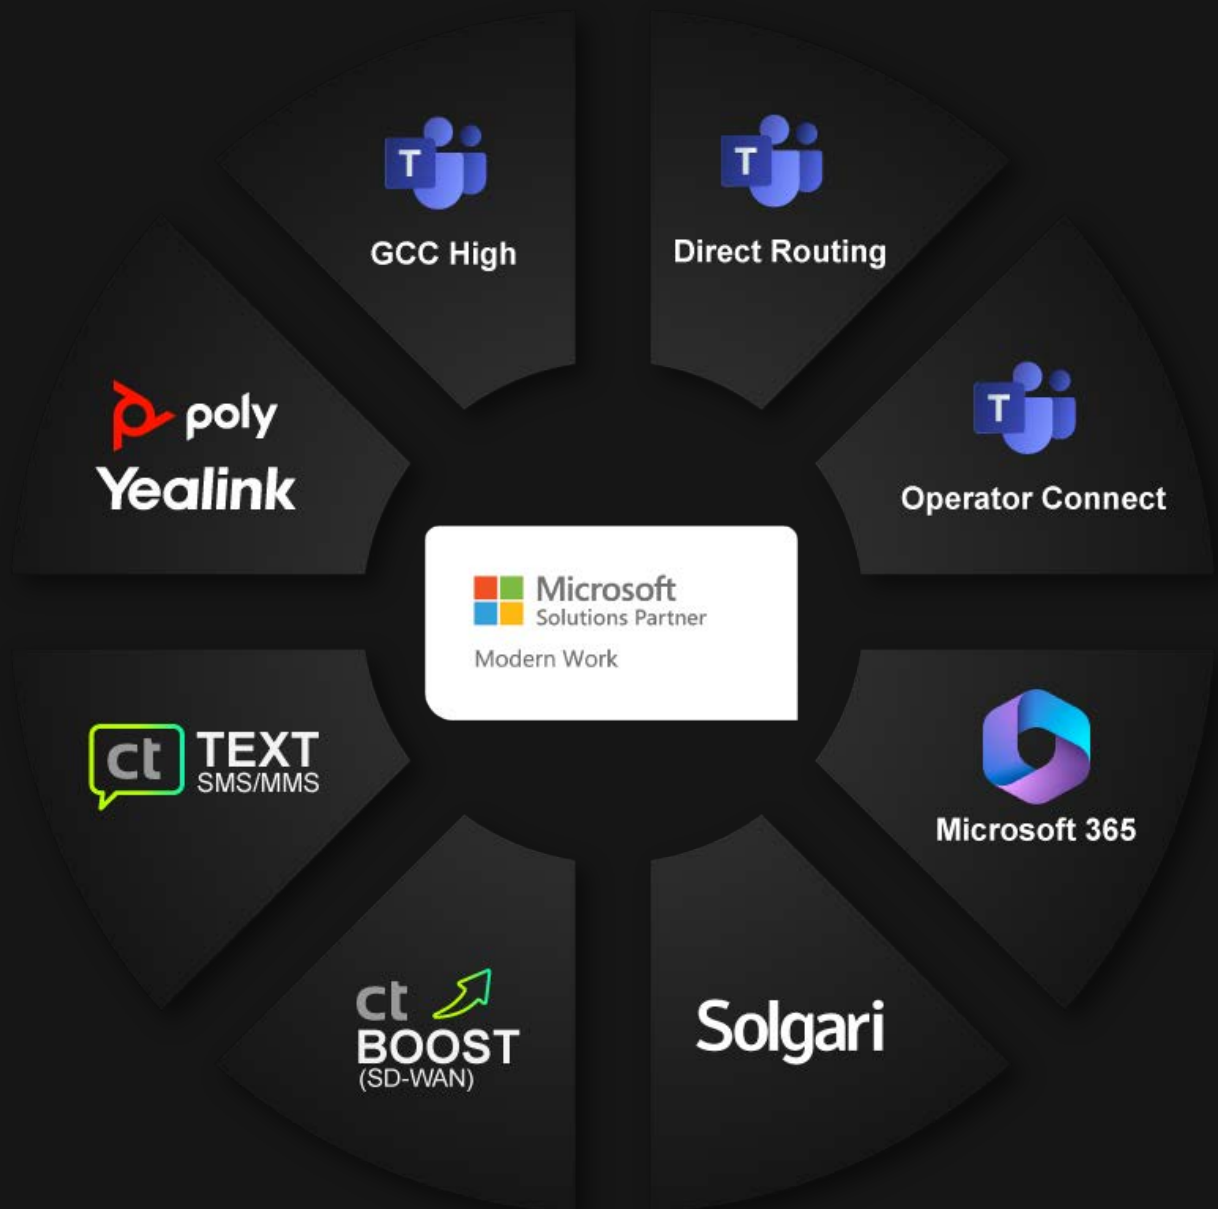 T
GCC High
T
Direct Routing
T
Operator Connect
poly
Yealink
Microsoft
Solutions Partner
Modern Work
ct TEXT
SMS/MMS
Microsoft 365
ct
BOOST
(SD-WAN)
Solgari